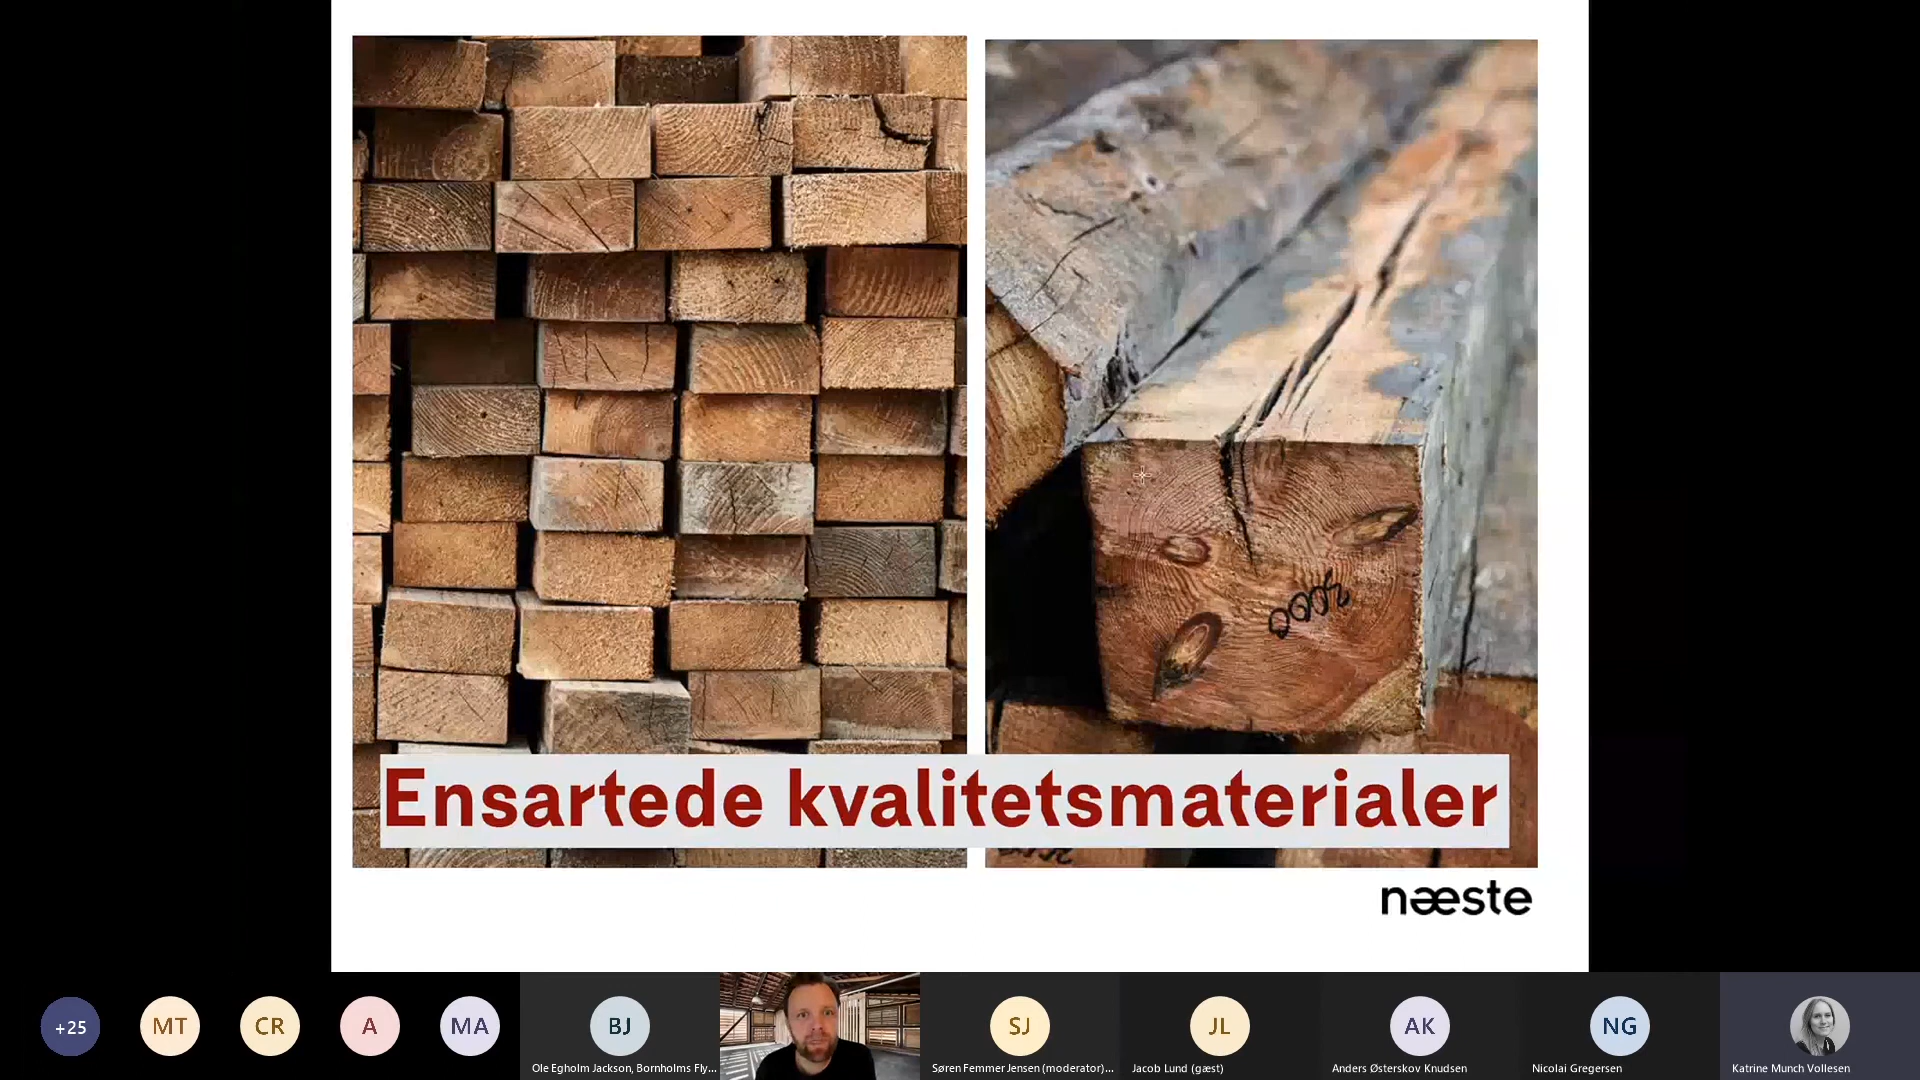 Ensartede kvalitetsmaterialer
næste
+25
MT
CR
A
MA
BJ
SJ
JL
AK
NG
Ole Egholm Jackson, Bornholms Fly...
Søren Femmer Jensen (moderator)...
Jacob Lund (gæst)
Anders Østerskov Knudsen
Nicolai Gregersen
Katrine Munch Vollesen